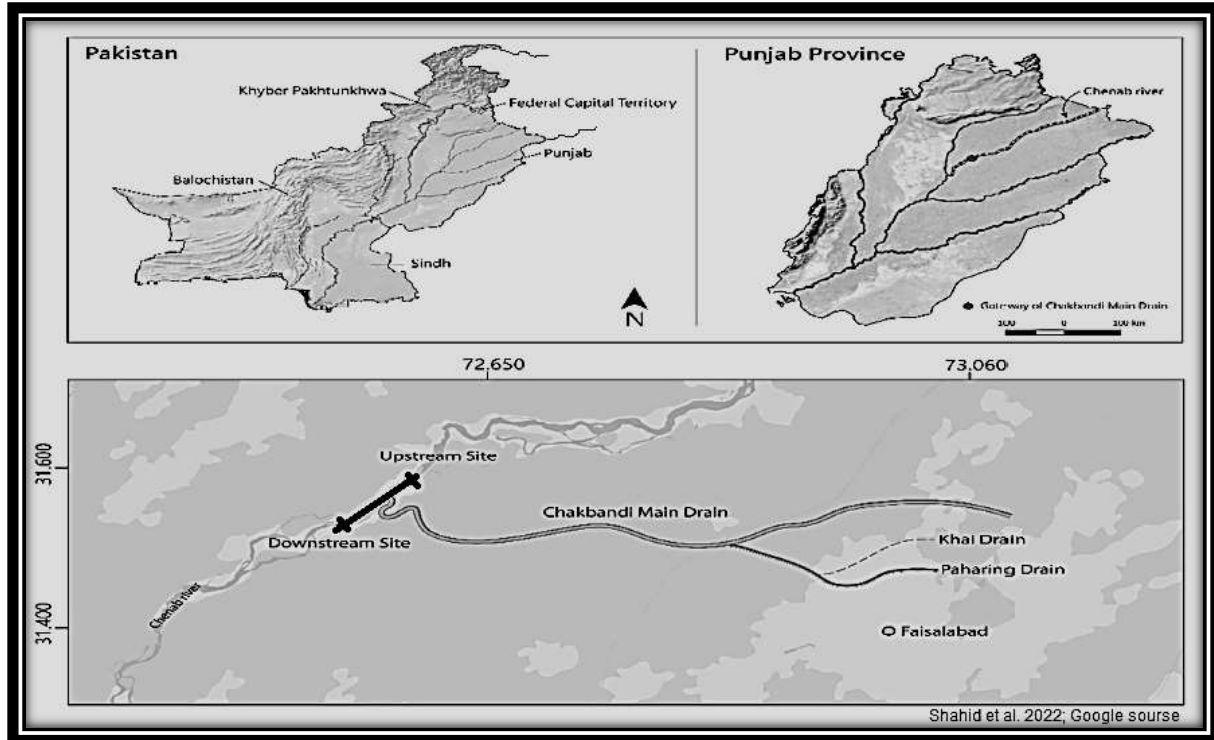 Pakistan
Khyber Pakhtunkhwa
Federal Capital Territory
Punjab
Balochistan
Sindh
N
Punjab Province
Chenab river
Gateway of Chakbandi Main Drain
100 0 100 km
72.650 73.060
31.600
31.400
Upstream Site
Downstream Site
Chakbandi Main Drain
Khai Drain
Paharing Drain
Faisalabad
Chenab river
Shahid et al. 2022; Google sourse